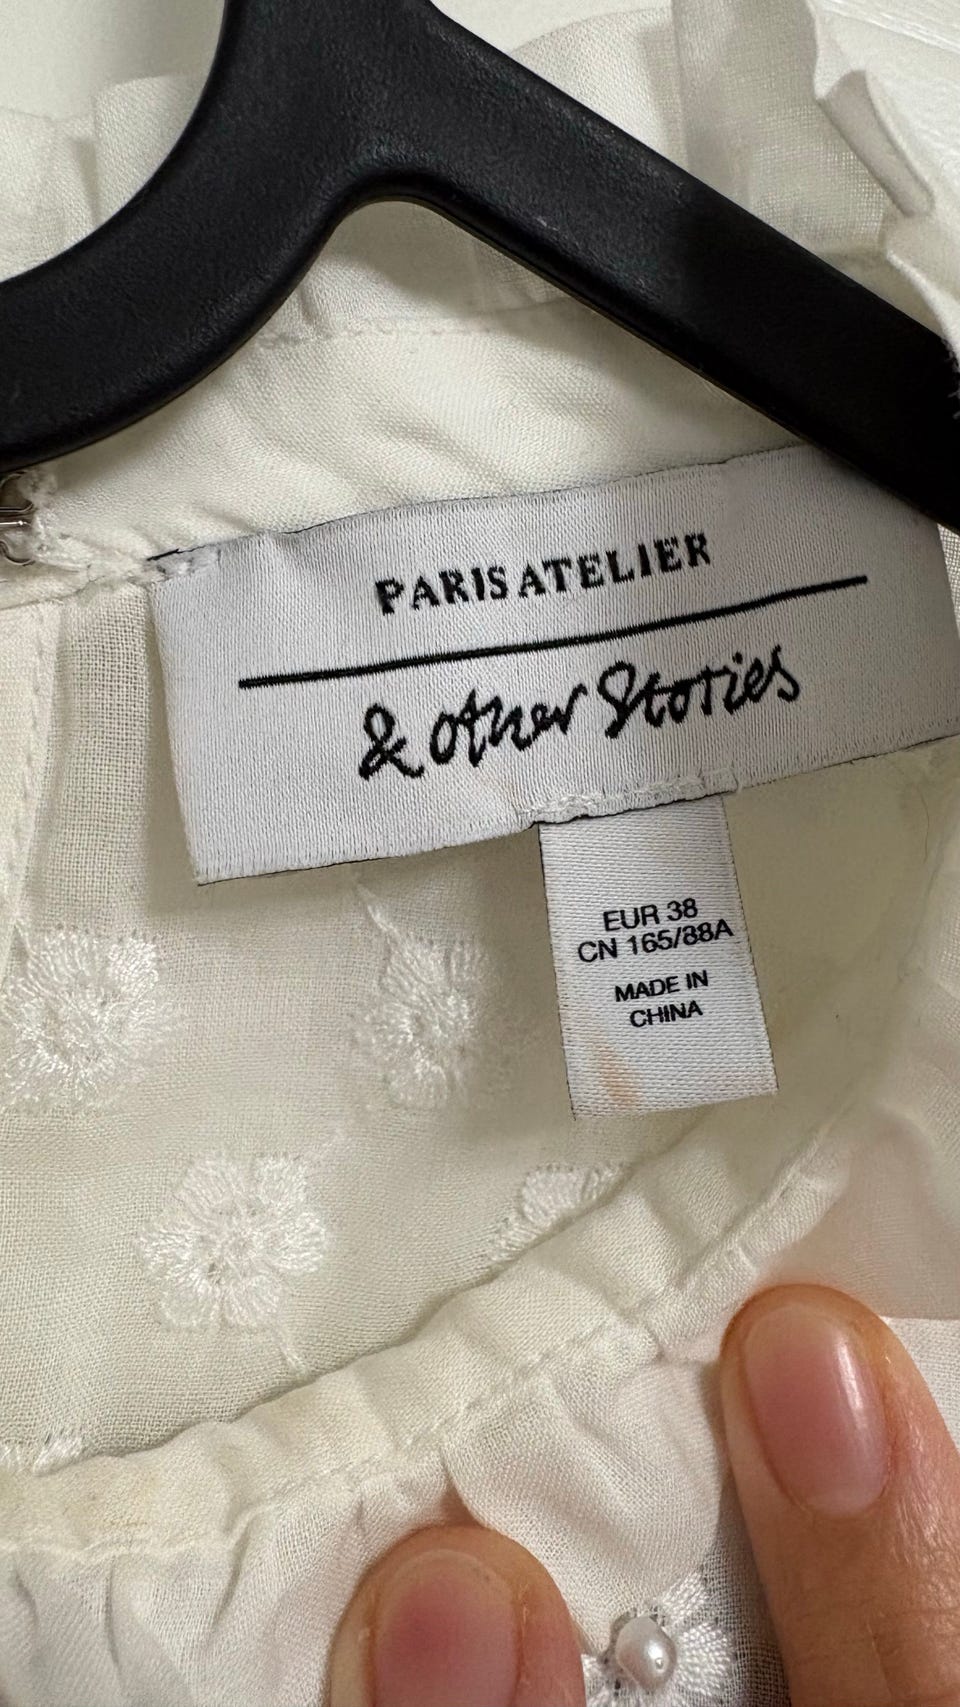 PARIS ATELIER
& Other Stories
EUR 38
CN 165/88A
MADE IN
CHINA